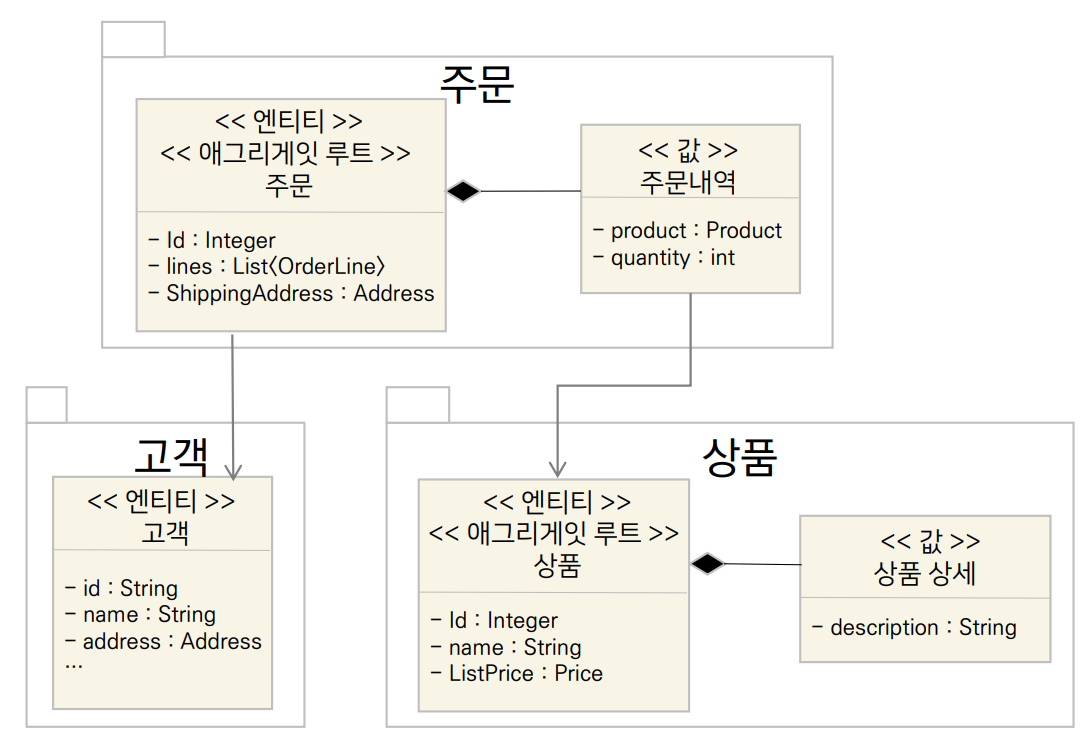 주문
<< 엔티티 >>
<< 애그리게잇 루트 >>
주문
- Id : Integer
- lines : List〈OrderLine〉
- ShippingAddress : Address
<< 값 >>
주문내역
- product : Product
- quantity : int
고객
<< 엔티티 >>
고객
- id : String
- name : String
- address : Address
...
상품
<< 엔티티 >>
<< 애그리게잇 루트 >>
상품
- Id : Integer
- name : String
- ListPrice : Price
<< 값 >>
상품 상세
- description : String